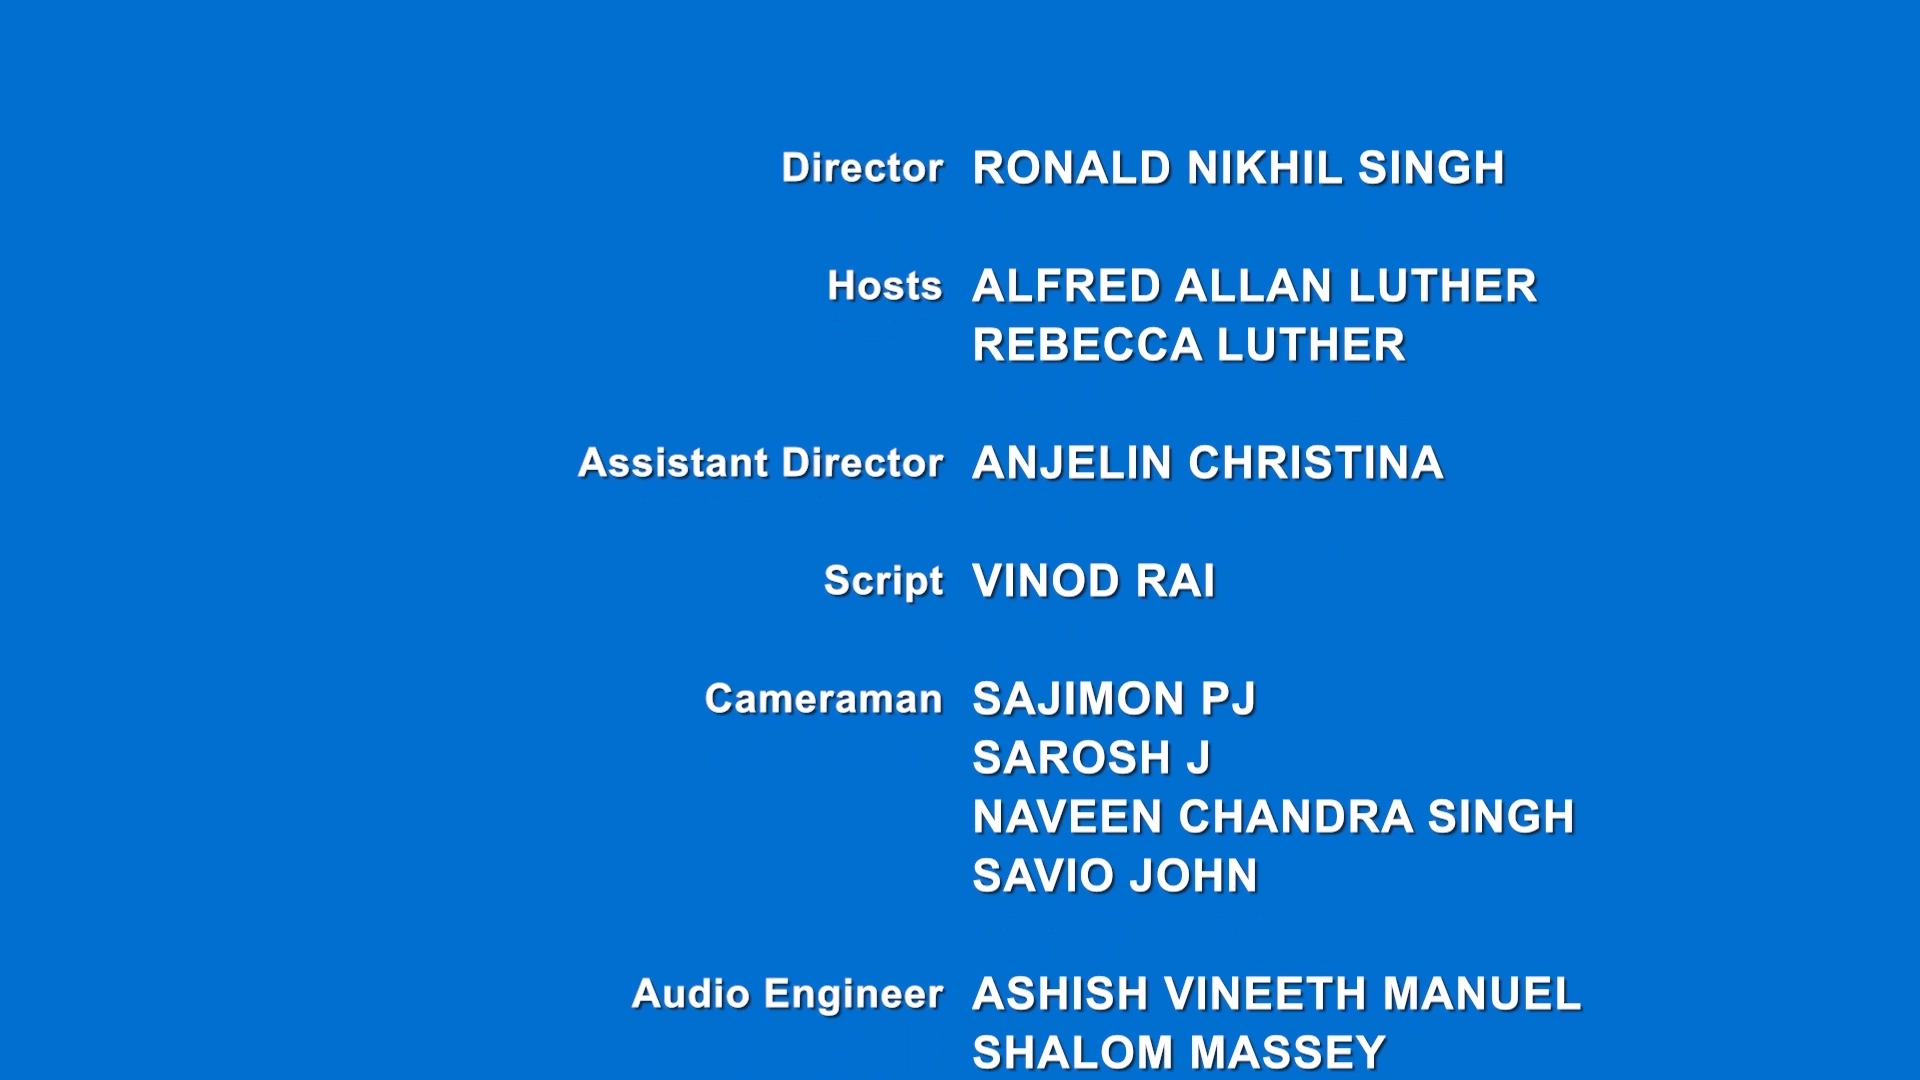 Director RONALD NIKHIL SINGH
Hosts ALFRED ALLAN LUTHER
REBECCA LUTHER
Assistant Director ANJELIN CHRISTINA
Script VINOD RAI
Cameraman SAJIMON PJ
SAROSH J
NAVEEN CHANDRA SINGH
SAVIO JOHN
Audio Engineer ASHISH VINEETH MANUEL
SHALOM MASSEY